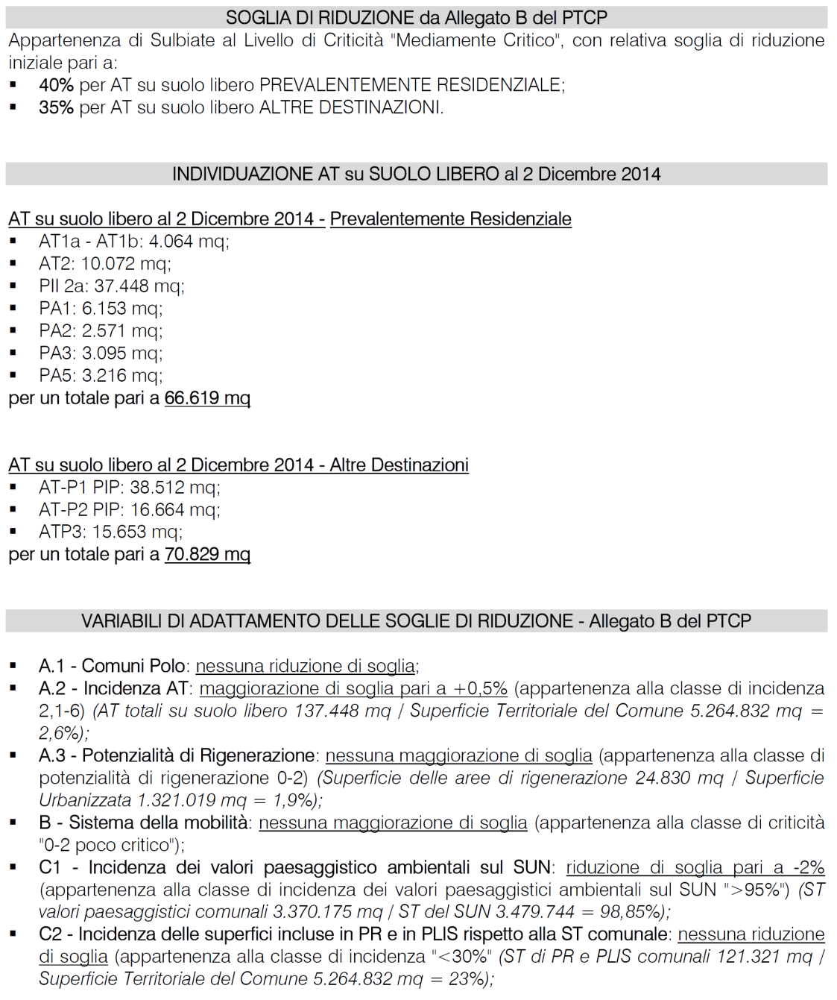 SOGLIA DI RIDUZIONE da Allegato B del PTCP
Appartenenza di Sulbiate al Livello di Criticità "Mediamente Critico", con relativa soglia di riduzione
iniziale pari a:
▪ 40% per AT su suolo libero PREVALENTEMENTE RESIDENZIALE;
▪ 35% per AT su suolo libero ALTRE DESTINAZIONI.
INDIVIDUAZIONE AT su SUOLO LIBERO al 2 Dicembre 2014
AT su suolo libero al 2 Dicembre 2014 - Prevalentemente Residenziale
▪ AT1a - AT1b: 4.064 mq;
▪ AT2: 10.072 mq;
▪ PII 2a: 37.448 mq;
▪ PA1: 6.153 mq;
▪ PA2: 2.571 mq;
▪ PA3: 3.095 mq;
▪ PA5: 3.216 mq;
per un totale pari a 66.619 mq
AT su suolo libero al 2 Dicembre 2014 - Altre Destinazioni
▪ AT-P1 PIP: 38.512 mq;
▪ AT-P2 PIP: 16.664 mq;
▪ ATP3: 15.653 mq;
per un totale pari a 70.829 mq
VARIABILI DI ADATTAMENTO DELLE SOGLIE DI RIDUZIONE - Allegato B del PTCP
▪ A.1 - Comuni Polo: nessuna riduzione di soglia;
▪ A.2 - Incidenza AT: maggiorazione di soglia pari a +0,5% (appartenenza alla classe di incidenza
2,1-6) (AT totali su suolo libero 137.448 mq / Superficie Territoriale del Comune 5.264.832 mq =
2,6%);
▪ A.3 - Potenzialità di Rigenerazione: nessuna maggiorazione di soglia (appartenenza alla classe di
potenzialità di rigenerazione 0-2) (Superficie delle aree di rigenerazione 24.830 mq / Superficie
Urbanizzata 1.321.019 mq = 1,9%);
▪ B - Sistema della mobilità: nessuna maggiorazione di soglia (appartenenza alla classe di criticità
"0-2 poco critico");
▪ C1 - Incidenza dei valori paesaggistico ambientali sul SUN: riduzione di soglia pari a -2%
(appartenenza alla classe di incidenza dei valori paesaggistici ambientali sul SUN ">95%") (ST
valori paesaggistici comunali 3.370.175 mq / ST del SUN 3.479.744 = 98,85%);
▪ C2 - Incidenza delle superfici incluse in PR e in PLIS rispetto alla ST comunale: nessuna riduzione
di soglia (appartenenza alla classe di incidenza "<30%" (ST di PR e PLIS comunali 121.321 mq /
Superficie Territoriale del Comune 5.264.832 mq = 23%);